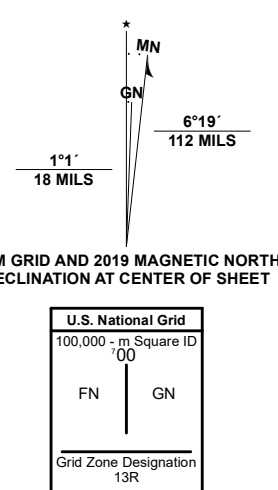 ★
MN
GN
6°19´
112 MILS
1°1´
18 MILS
M GRID AND 2019 MAGNETIC NORTH
ECLINATION AT CENTER OF SHEET
U.S. National Grid
100,000 - m Square ID
⁷00
FN GN
Grid Zone Designation
13R